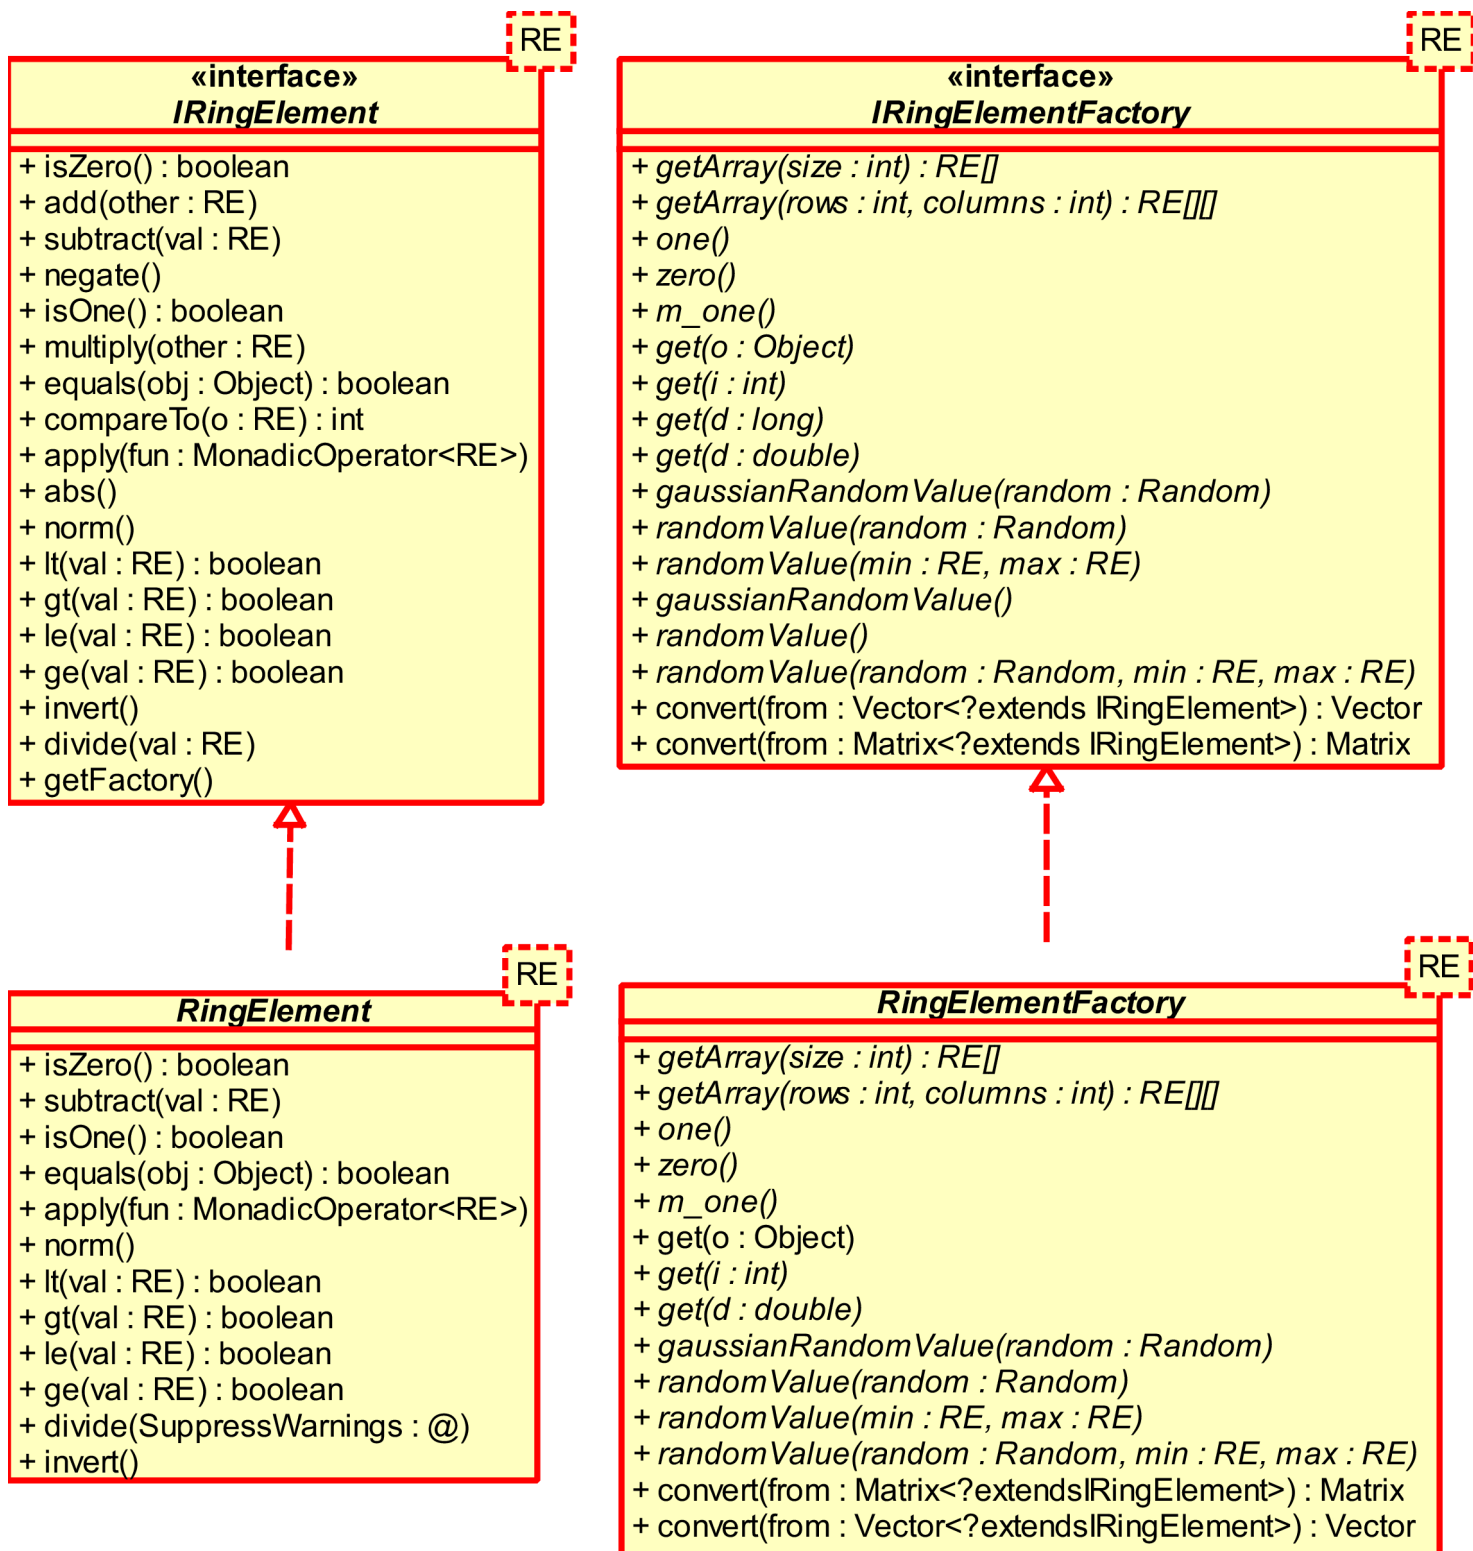 RE
«interface»
IRingElement
+ isZero() : boolean
+ add(other : RE)
+ subtract(val : RE)
+ negate()
+ isOne() : boolean
+ multiply(other : RE)
+ equals(obj : Object) : boolean
+ compareTo(o : RE) : int
+ apply(fun : MonadicOperator<RE>)
+ abs()
+ norm()
+ lt(val : RE) : boolean
+ gt(val : RE) : boolean
+ le(val : RE) : boolean
+ ge(val : RE) : boolean
+ invert()
+ divide(val : RE)
+ getFactory()
RE
«interface»
IRingElementFactory
+ getArray(size : int) : RE[]
+ getArray(rows : int, columns : int) : RE[][]
+ one()
+ zero()
+ m_one()
+ get(o : Object)
+ get(i : int)
+ get(d : long)
+ get(d : double)
+ gaussianRandomValue(random : Random)
+ randomValue(random : Random)
+ randomValue(min : RE, max : RE)
+ gaussianRandomValue()
+ randomValue()
+ randomValue(random : Random, min : RE, max : RE)
+ convert(from : Vector<?extends IRingElement>) : Vector
+ convert(from : Matrix<?extends IRingElement>) : Matrix
RE
RingElement
+ isZero() : boolean
+ subtract(val : RE)
+ isOne() : boolean
+ equals(obj : Object) : boolean
+ apply(fun : MonadicOperator<RE>)
+ norm()
+ lt(val : RE) : boolean
+ gt(val : RE) : boolean
+ le(val : RE) : boolean
+ ge(val : RE) : boolean
+ divide(SuppressWarnings : @)
+ invert()
RE
RingElementFactory
+ getArray(size : int) : RE[]
+ getArray(rows : int, columns : int) : RE[][]
+ one()
+ zero()
+ m_one()
+ get(o : Object)
+ get(i : int)
+ get(d : double)
+ gaussianRandomValue(random : Random)
+ randomValue(random : Random)
+ randomValue(min : RE, max : RE)
+ randomValue(random : Random, min : RE, max : RE)
+ convert(from : Matrix<?extendsIRingElement>) : Matrix
+ convert(from : Vector<?extendsIRingElement>) : Vector